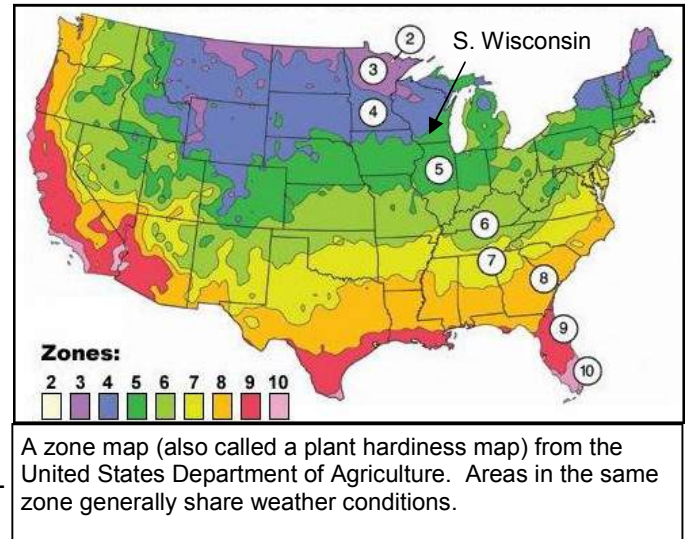 2
S. Wisconsin
3
4
5
6
7
8
9
10
Zones:
2 3 4 5 6 7 8 9 10
A zone map (also called a plant hardiness map) from the
United States Department of Agriculture. Areas in the same
zone generally share weather conditions.